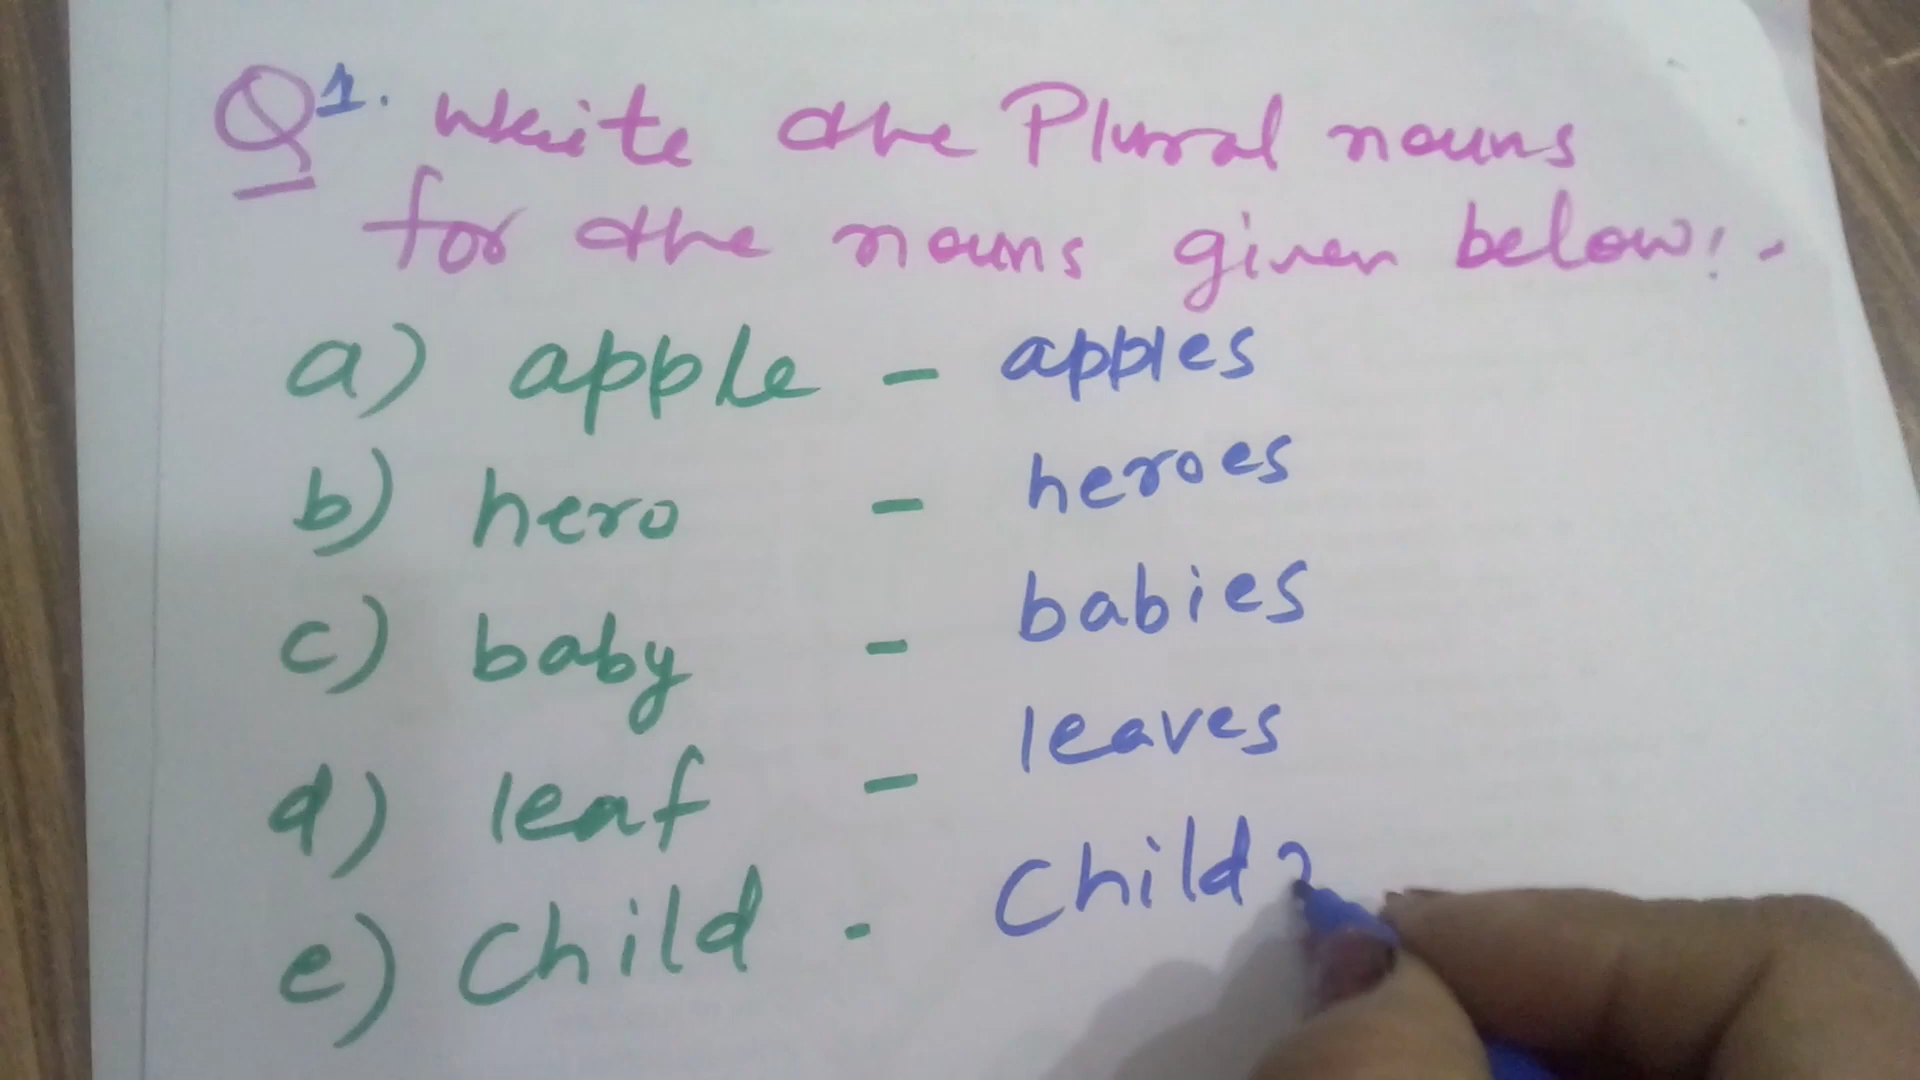 Q1. Write the Plural nouns
for the nouns given below:-
a) apple - apples
b) hero - heroes
c) baby - babies
d) leaf - leaves
e) Child - Childr